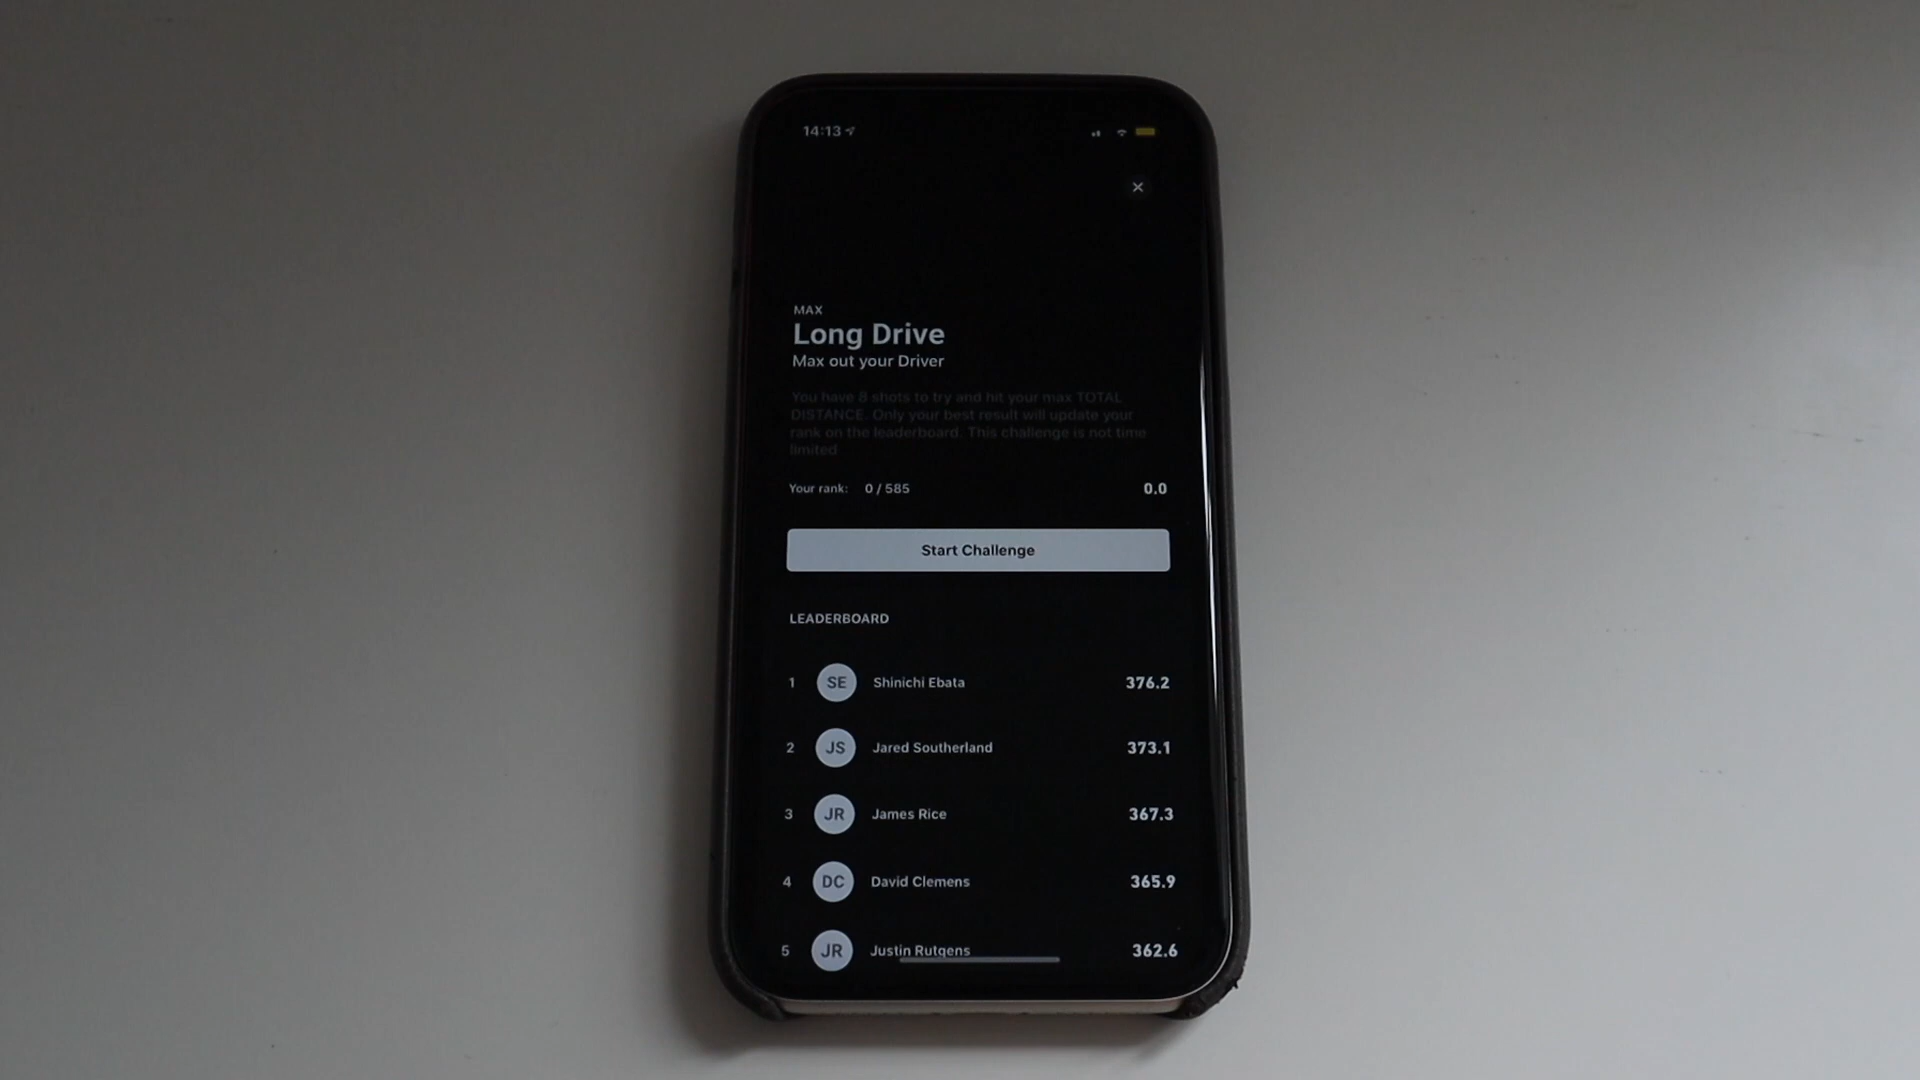 14:13
MAX
Long Drive
Max out your Driver
You have 8 shots to try and hit your max TOTAL
DISTANCE. Only your best result will update your
rank on the leaderboard. This challenge is not time
limited
Your rank: 0 / 585 0.0
Start Challenge
LEADERBOARD
1 SE Shinichi Ebata 376.2
2 JS Jared Southerland 373.1
3 JR James Rice 367.3
4 DC David Clemens 365.9
5 JR Justin Rutgens 362.6